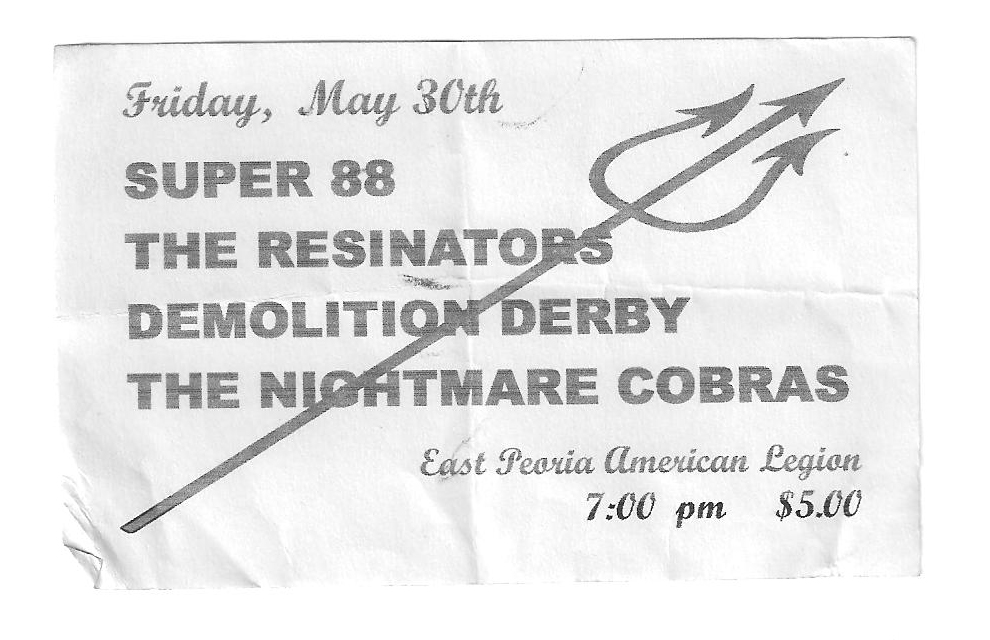 Friday, May 30th
SUPER 88
THE RESINATORS
DEMOLITION DERBY
THE NIGHTMARE COBRAS
East Peoria American Legion
7:00 pm $5.00